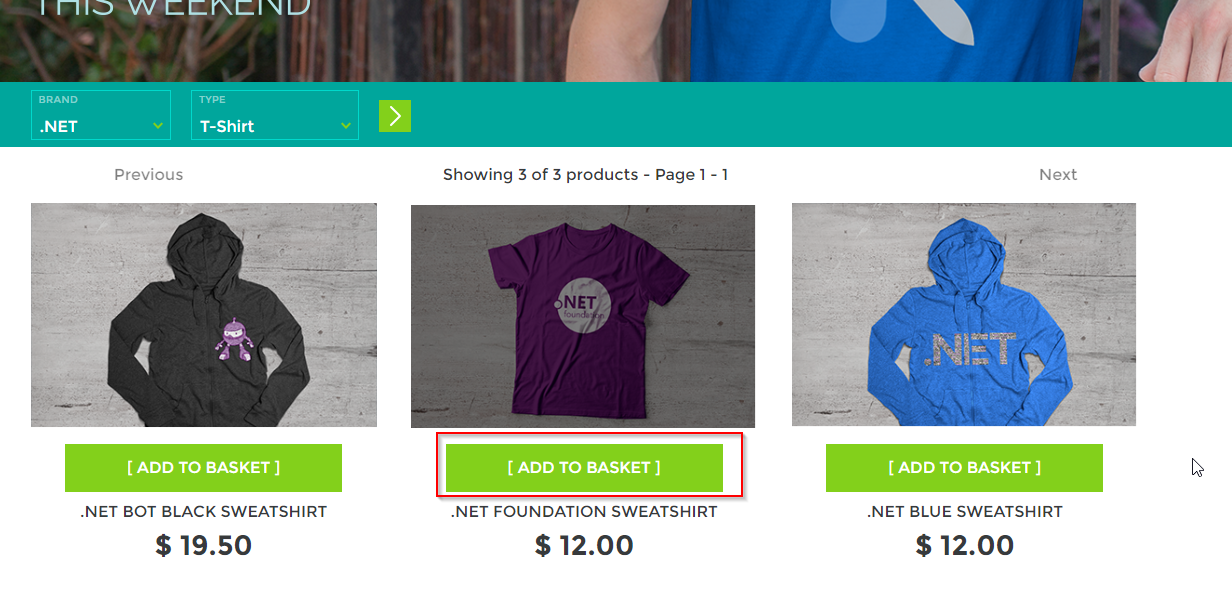 THIS WEEKEND
BRAND
.NET
TYPE
T-Shirt
Previous
Showing 3 of 3 products - Page 1 - 1
Next
.NET
foundation
.NET
[ ADD TO BASKET ]
[ ADD TO BASKET ]
[ ADD TO BASKET ]
.NET BOT BLACK SWEATSHIRT
.NET FOUNDATION SWEATSHIRT
.NET BLUE SWEATSHIRT
$ 19.50
$ 12.00
$ 12.00